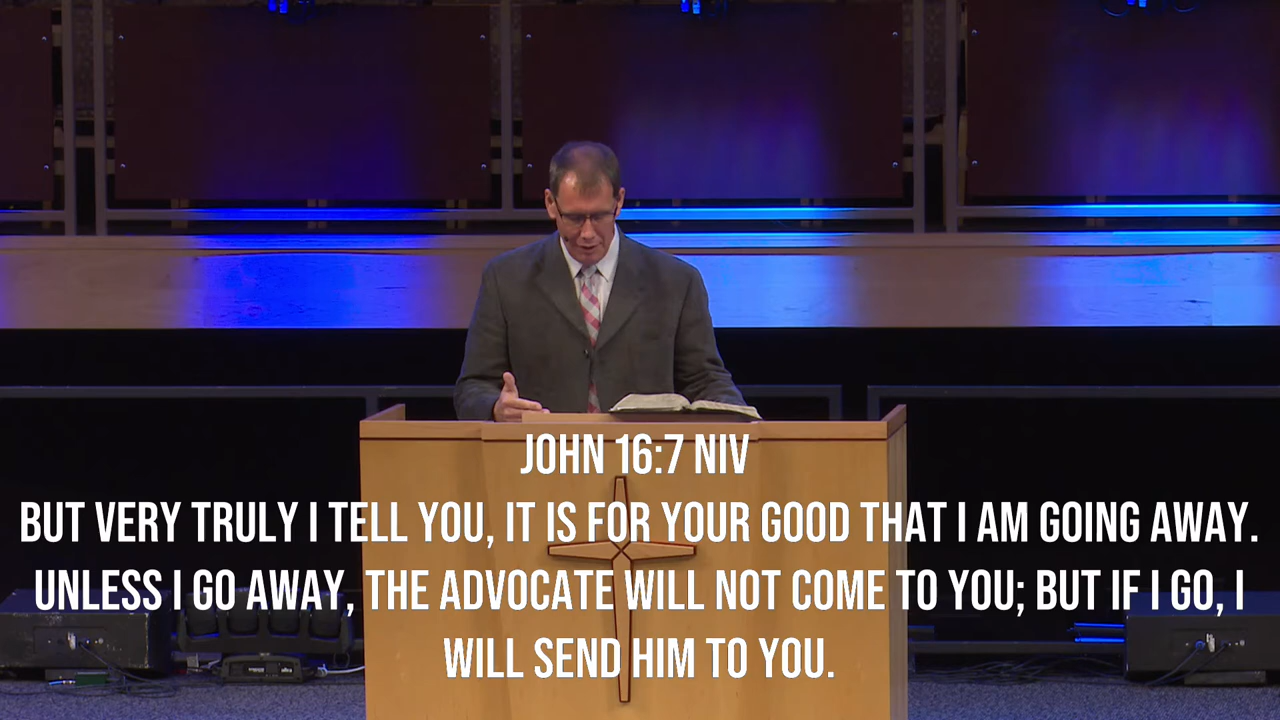 JOHN 16:7 NIV
BUT VERY TRULY I TELL YOU, IT IS FOR YOUR GOOD THAT I AM GOING AWAY.
UNLESS I GO AWAY, THE ADVOCATE WILL NOT COME TO YOU; BUT IF I GO, I
WILL SEND HIM TO YOU.